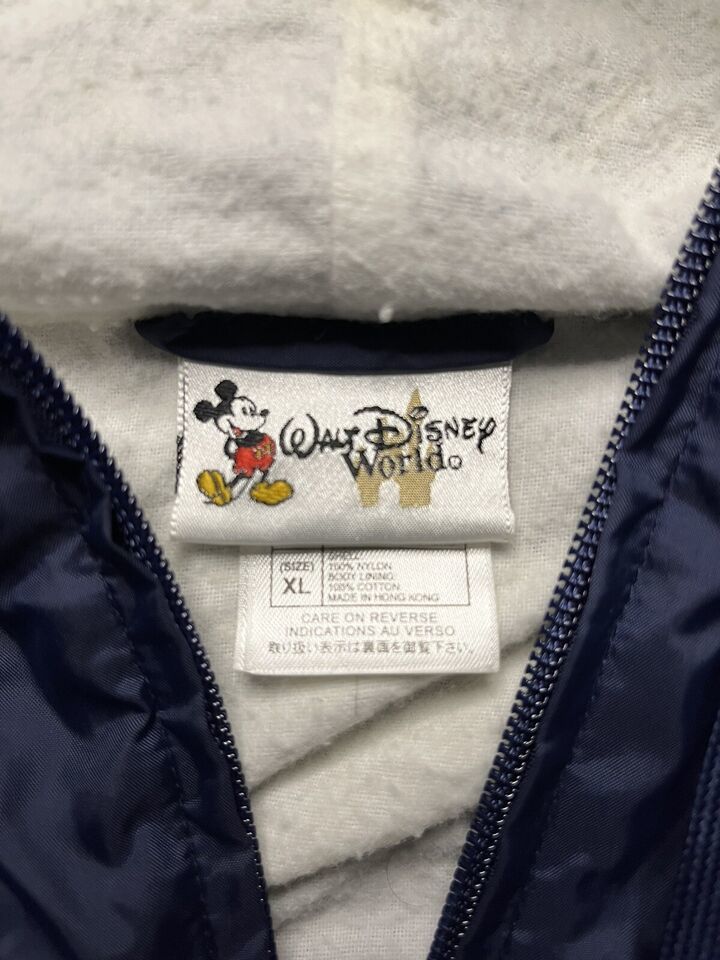 WALT DISNEY
World
SHELL
(SIZE) 100% NYLON
BODY LINING
XL 100% COTTON
MADE IN HONG KONG
CARE ON REVERSE
INDICATIONS AU VERSO
取り扱い表示は裏面を御覧下さい。